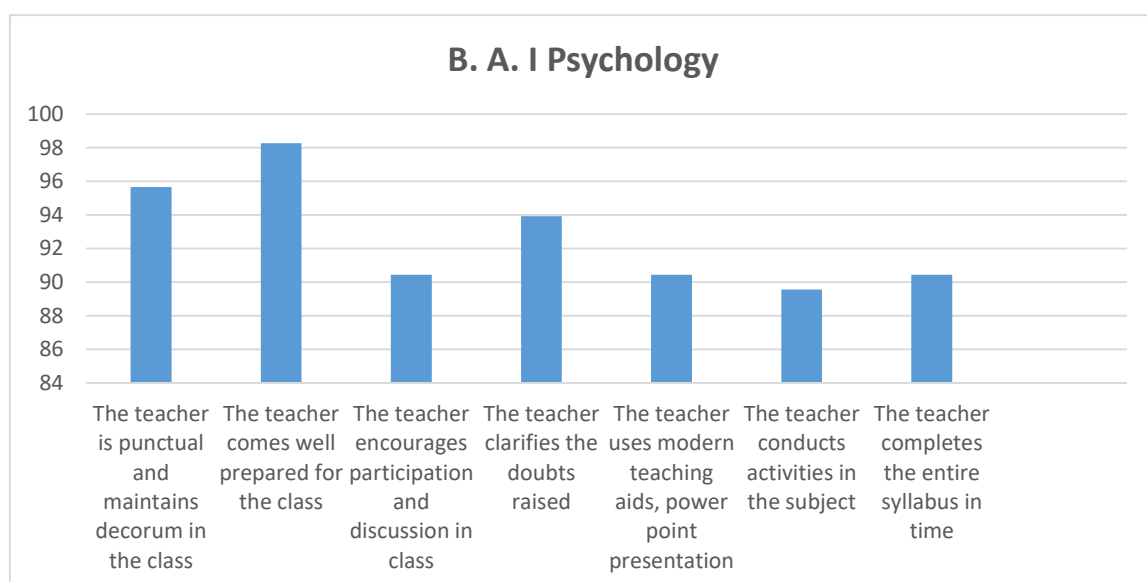 B. A. I Psychology
100
98
96
94
92
90
88
86
84
The teacher
is punctual
and
maintains
decorum in
the class
The teacher
comes well
prepared for
the class
The teacher
encourages
participation
and
discussion in
class
The teacher
clarifies the
doubts
raised
The teacher
uses modern
teaching
aids, power
point
presentation
The teacher
conducts
activities in
the subject
The teacher
completes
the entire
syllabus in
time